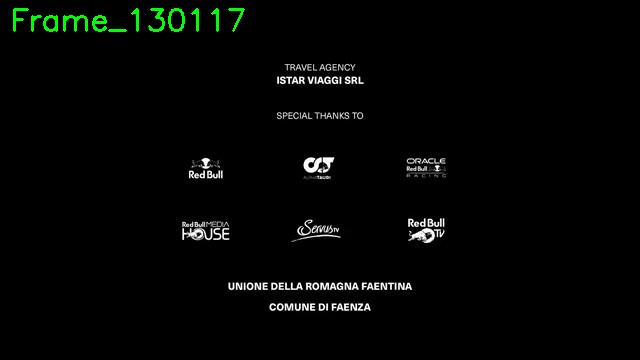 Frame_130117
TRAVEL AGENCY
ISTAR VIAGGI SRL
SPECIAL THANKS TO
Red Bull
ALPHATAURI
ORACLE
Red Bull
RACING
Red Bull MEDIA
HOUSE
ServusTV
Red Bull
TV
UNIONE DELLA ROMAGNA FAENTINA
COMUNE DI FAENZA